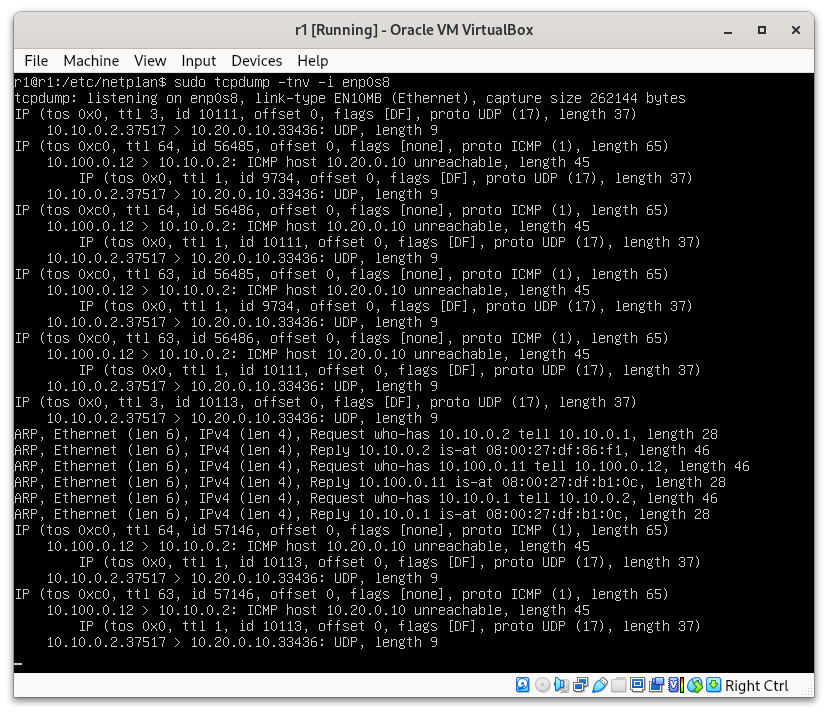 r1 [Running] - Oracle VM VirtualBox
File Machine View Input Devices Help
r1@r1:/etc/netplan$ sudo tcpdump -tnv -i enp0s8
tcpdump: listening on enp0s8, link-type EN10MB (Ethernet), capture size 262144 bytes
IP (tos 0x0, ttl 3, id 10111, offset 0, flags [DF], proto UDP (17), length 37)
    10.10.0.2.37517 > 10.20.0.10.33436: UDP, length 9
IP (tos 0xc0, ttl 64, id 56485, offset 0, flags [none], proto ICMP (1), length 65)
    10.100.0.12 > 10.10.0.2: ICMP host 10.20.0.10 unreachable, length 45
        IP (tos 0x0, ttl 1, id 9734, offset 0, flags [DF], proto UDP (17), length 37)
    10.10.0.2.37517 > 10.20.0.10.33436: UDP, length 9
IP (tos 0xc0, ttl 64, id 56486, offset 0, flags [none], proto ICMP (1), length 65)
    10.100.0.12 > 10.10.0.2: ICMP host 10.20.0.10 unreachable, length 45
        IP (tos 0x0, ttl 1, id 10111, offset 0, flags [DF], proto UDP (17), length 37)
    10.10.0.2.37517 > 10.20.0.10.33436: UDP, length 9
IP (tos 0xc0, ttl 63, id 56485, offset 0, flags [none], proto ICMP (1), length 65)
    10.100.0.12 > 10.10.0.2: ICMP host 10.20.0.10 unreachable, length 45
        IP (tos 0x0, ttl 1, id 9734, offset 0, flags [DF], proto UDP (17), length 37)
    10.10.0.2.37517 > 10.20.0.10.33436: UDP, length 9
IP (tos 0xc0, ttl 63, id 56486, offset 0, flags [none], proto ICMP (1), length 65)
    10.100.0.12 > 10.10.0.2: ICMP host 10.20.0.10 unreachable, length 45
        IP (tos 0x0, ttl 1, id 10111, offset 0, flags [DF], proto UDP (17), length 37)
    10.10.0.2.37517 > 10.20.0.10.33436: UDP, length 9
IP (tos 0x0, ttl 3, id 10113, offset 0, flags [DF], proto UDP (17), length 37)
    10.10.0.2.37517 > 10.20.0.10.33436: UDP, length 9
ARP, Ethernet (len 6), IPv4 (len 4), Request who-has 10.10.0.2 tell 10.10.0.1, length 28
ARP, Ethernet (len 6), IPv4 (len 4), Reply 10.10.0.2 is-at 08:00:27:df:86:f1, length 46
ARP, Ethernet (len 6), IPv4 (len 4), Request who-has 10.100.0.11 tell 10.100.0.12, length 46
ARP, Ethernet (len 6), IPv4 (len 4), Reply 10.100.0.11 is-at 08:00:27:df:b1:0c, length 28
ARP, Ethernet (len 6), IPv4 (len 4), Request who-has 10.10.0.1 tell 10.10.0.2, length 46
ARP, Ethernet (len 6), IPv4 (len 4), Reply 10.10.0.1 is-at 08:00:27:df:b1:0c, length 28
IP (tos 0xc0, ttl 64, id 57146, offset 0, flags [none], proto ICMP (1), length 65)
    10.100.0.12 > 10.10.0.2: ICMP host 10.20.0.10 unreachable, length 45
        IP (tos 0x0, ttl 1, id 10113, offset 0, flags [DF], proto UDP (17), length 37)
    10.10.0.2.37517 > 10.20.0.10.33436: UDP, length 9
IP (tos 0xc0, ttl 63, id 57146, offset 0, flags [none], proto ICMP (1), length 65)
    10.100.0.12 > 10.10.0.2: ICMP host 10.20.0.10 unreachable, length 45
        IP (tos 0x0, ttl 1, id 10113, offset 0, flags [DF], proto UDP (17), length 37)
    10.10.0.2.37517 > 10.20.0.10.33436: UDP, length 9
Right Ctrl